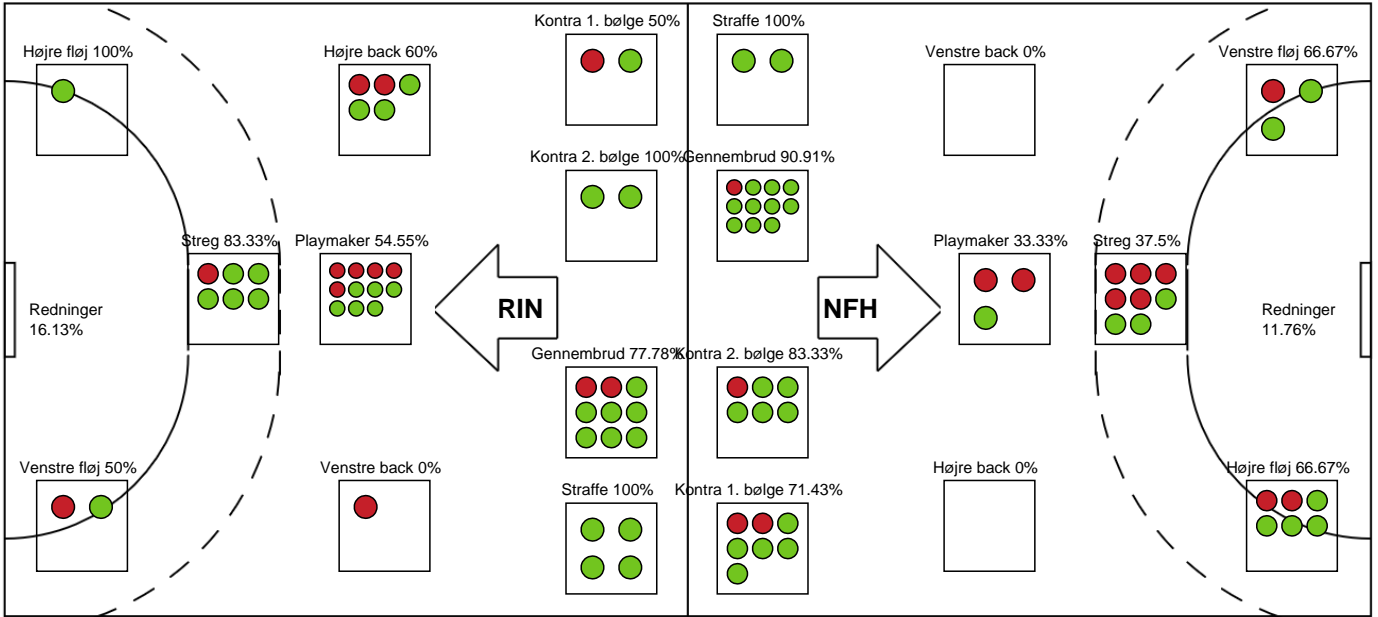 Kontra 1. bølge 50%
Straffe 100%
Højre fløj 100%
Højre back 60%
Venstre back 0%
Venstre fløj 66.67%
Kontra 2. bølge 100%
Gennembrud 90.91%
Streg 83.33%
Playmaker 54.55%
Playmaker 33.33%
Streg 37.5%
Redninger
16.13%
RIN
NFH
Redninger
11.76%
Gennembrud 77.78%
Kontra 2. bølge 83.33%
Venstre fløj 50%
Venstre back 0%
Straffe 100%
Kontra 1. bølge 71.43%
Højre back 0%
Højre fløj 66.67%